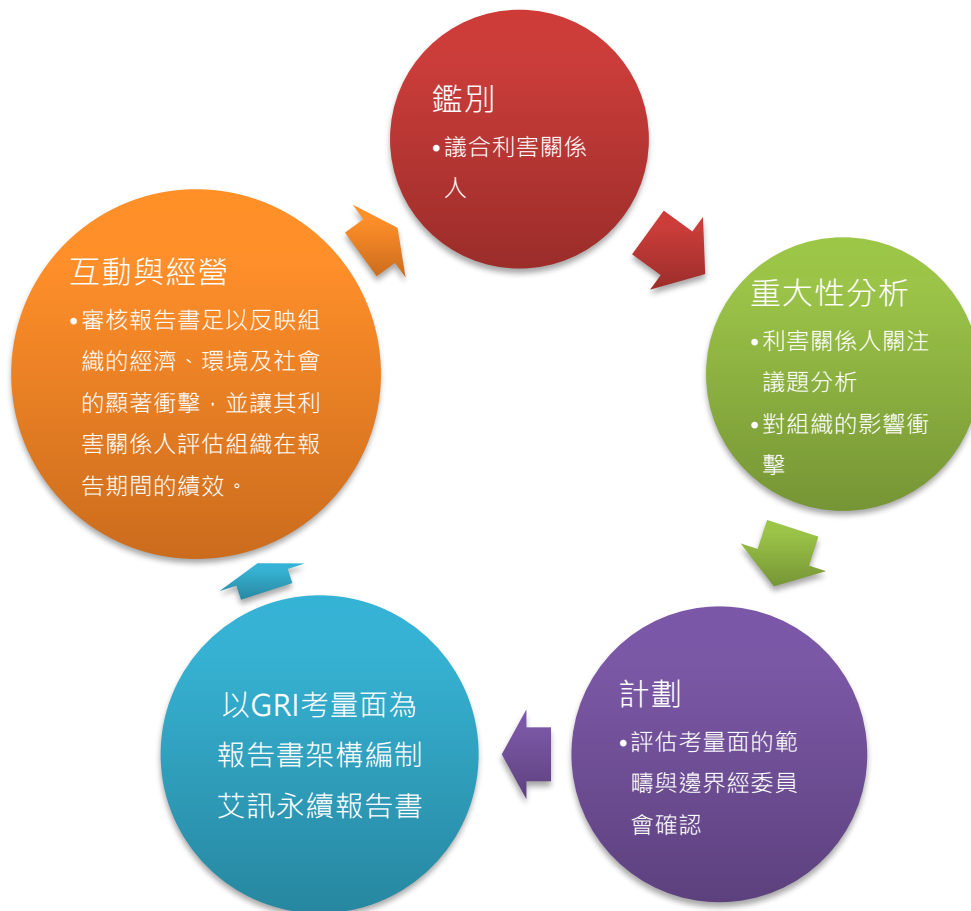 鑑別
•議合利害關係
人
重大性分析
•利害關係人關注
議題分析
•對組織的影響衝
擊
計劃
•評估考量面的範
疇與邊界經委員
會確認
以GRI考量面為
報告書架構編制
艾訊永續報告書
互動與經營
•審核報告書足以反映組
織的經濟、環境及社會
的顯著衝擊，並讓其利
害關係人評估組織在報
告期間的績效。